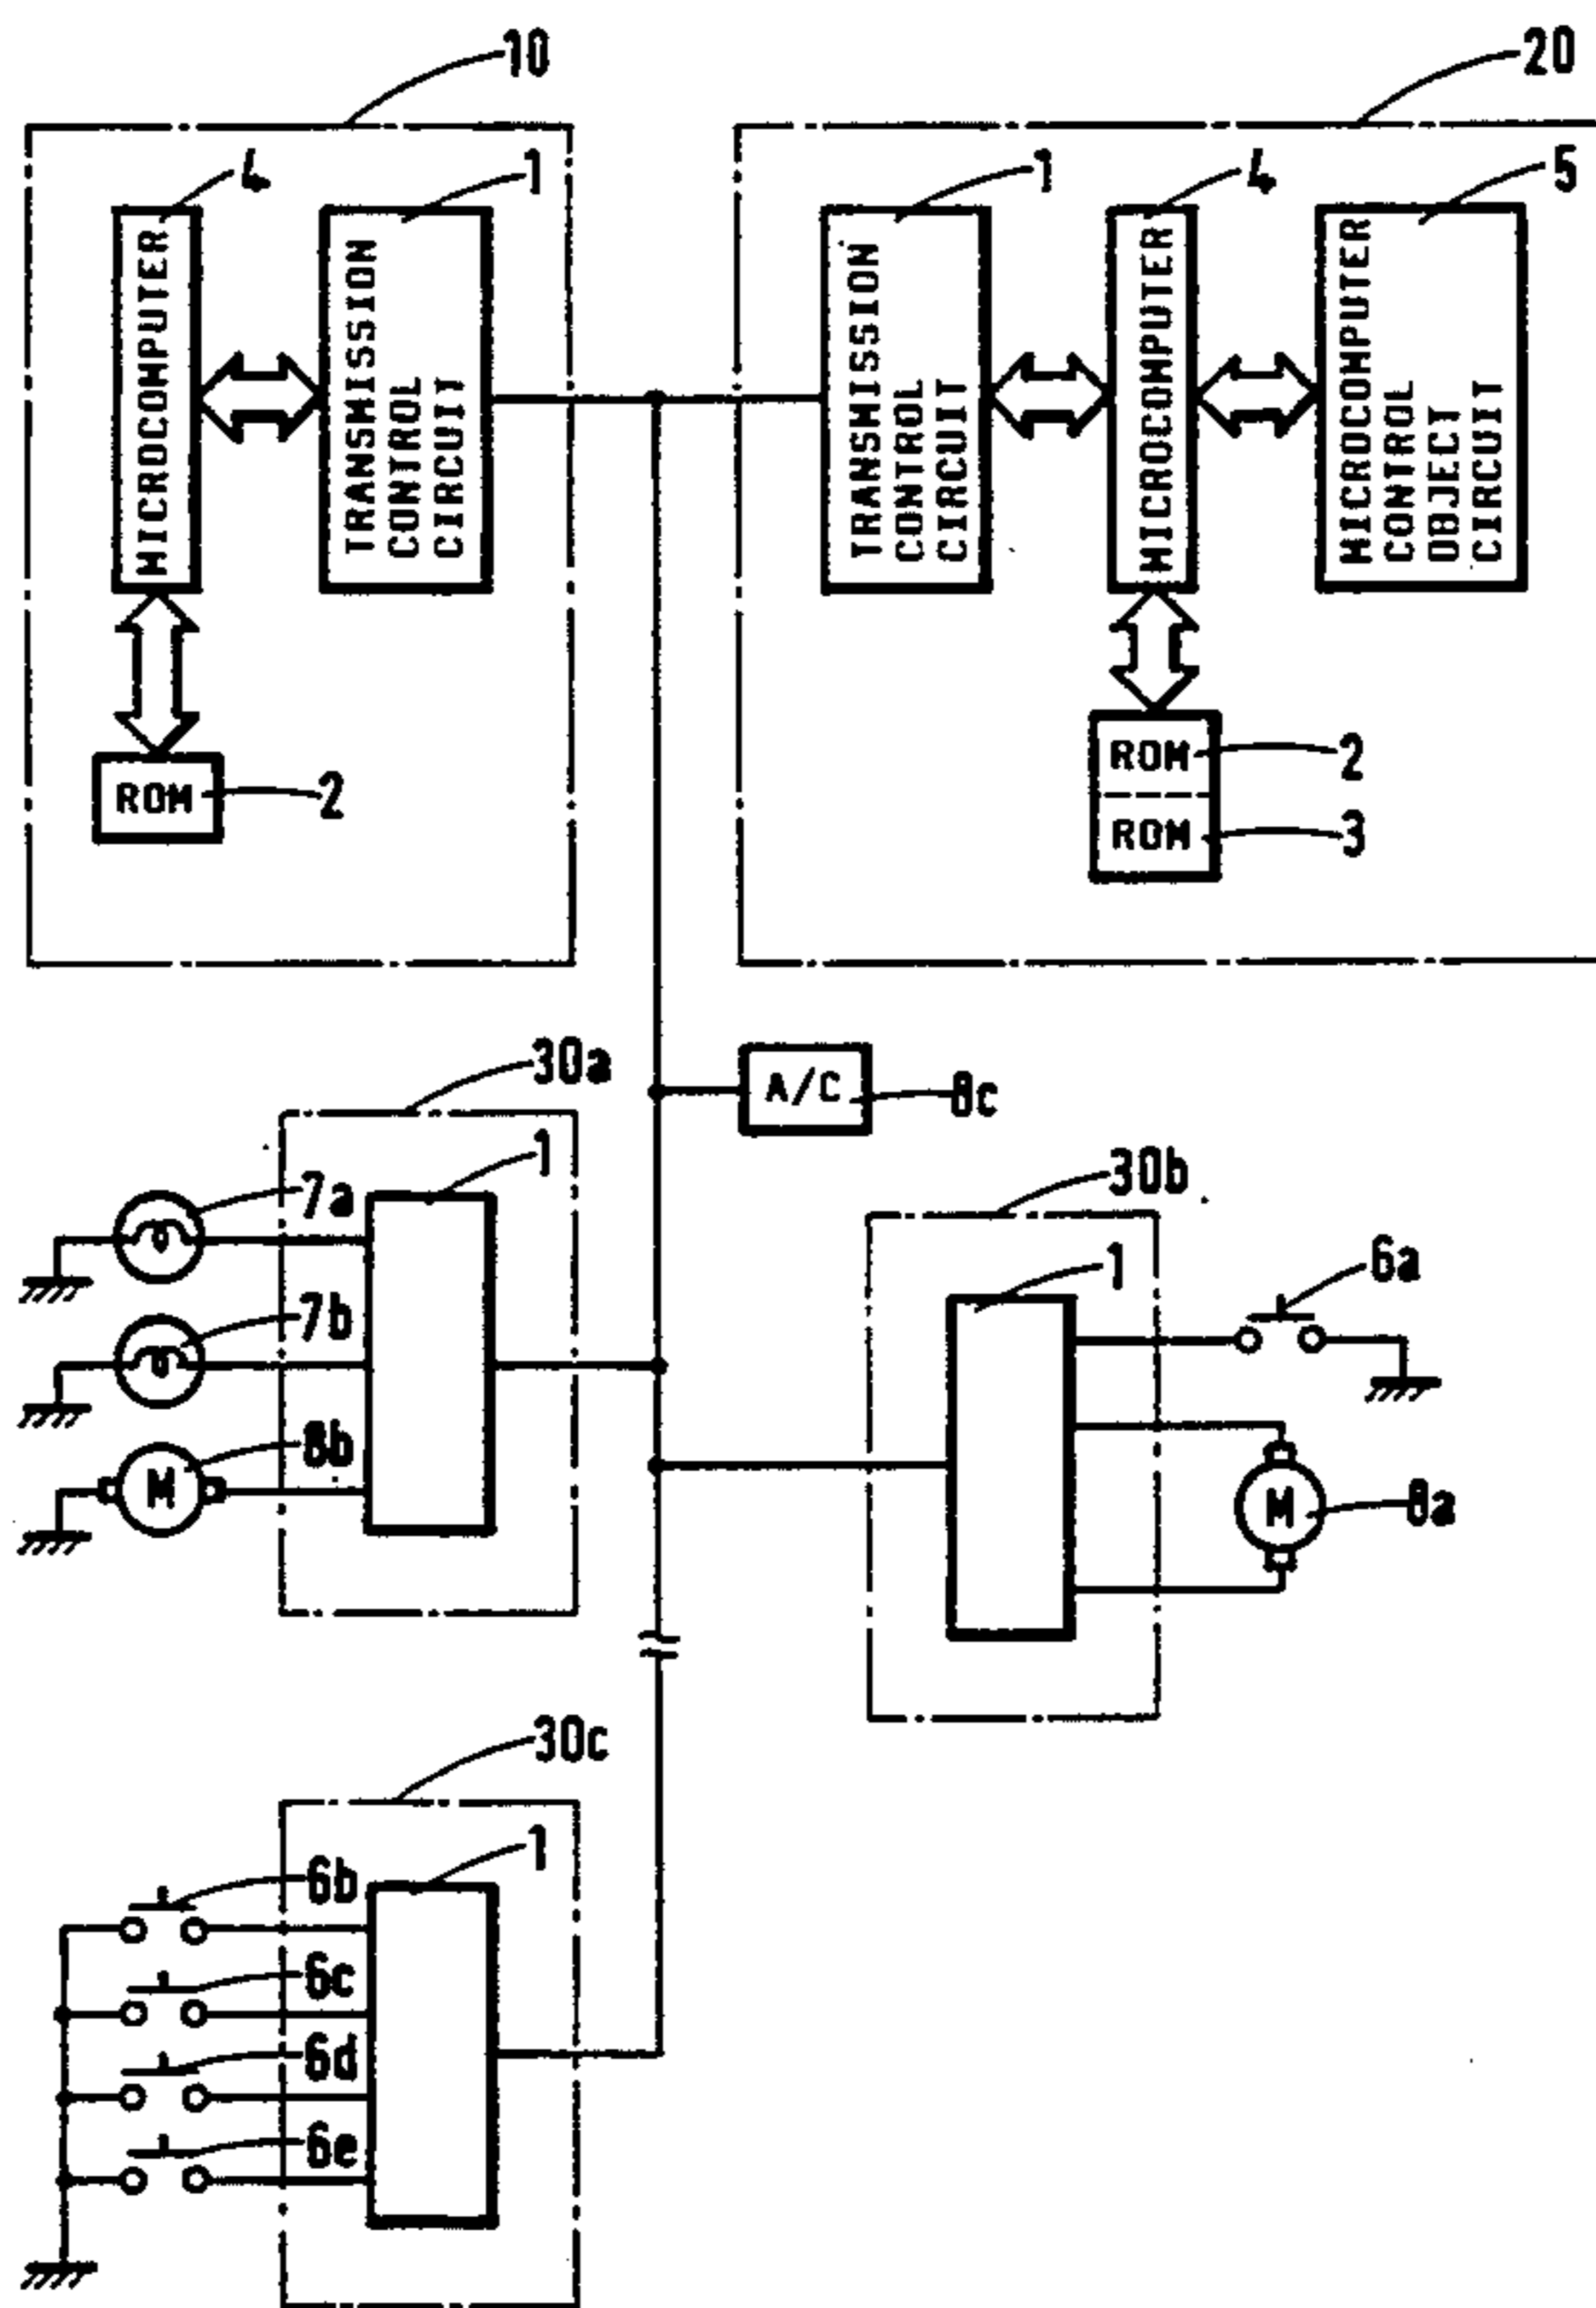 10
20
4
1
1
4
5
MICROCOMPUTER
TRANSMISSION
CONTROL
CIRCUIT
TRANSMISSION
CONTROL
CIRCUIT
MICROCOMPUTER
MICROCOMPUTER
CONTROL
OBJECT
CIRCUIT
ROM
2
ROM
2
ROM
3
30a
A/C
8c
1
7a
30b
7b
1
6a
8b
M
M
8a
30c
1
6b
6c
6d
6e